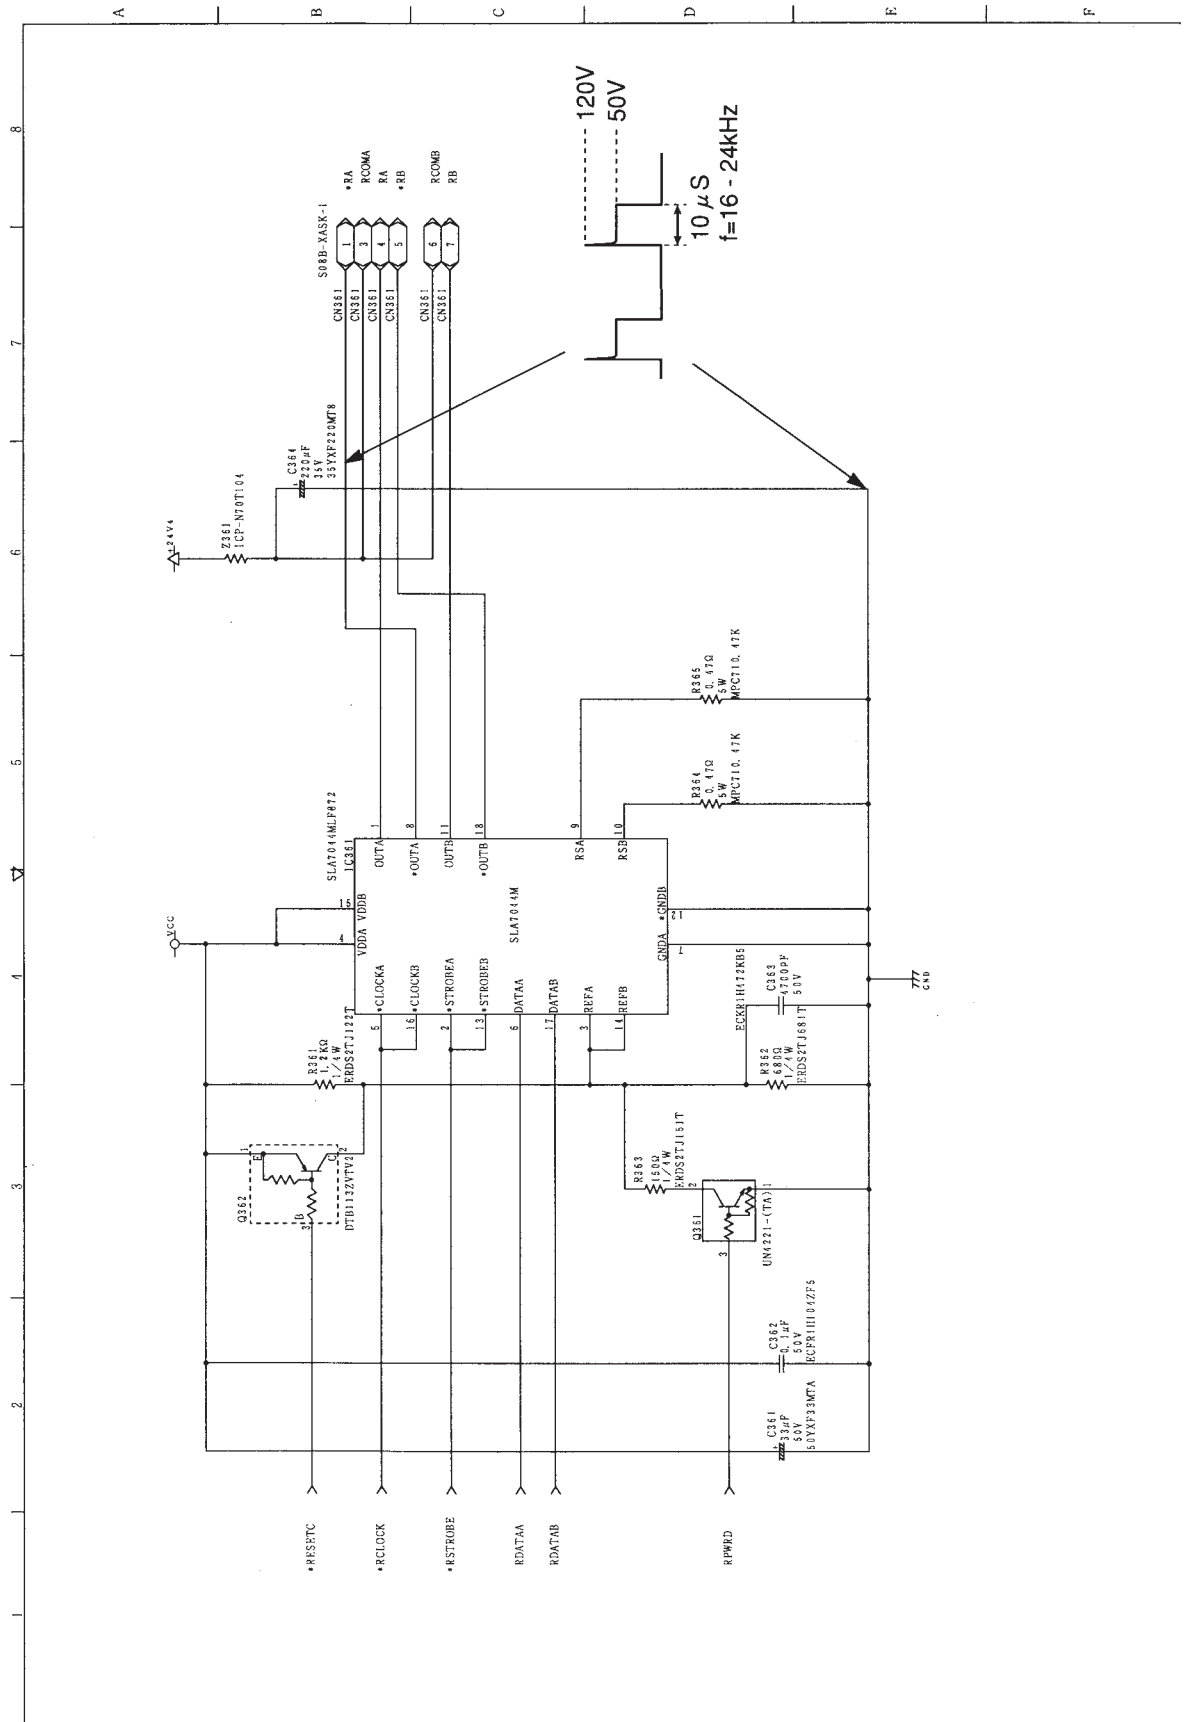 A
B
C
D
E
F
1
2
3
4
5
6
7
8
*RESETC
*RCLOCK
*RSTROBE
RDATAA
RDATAB
RPWRD
C361
33μF
50V
50YXF33MTA
C362
0.1μF
50V
ECFR1H104ZF5
Q362
E
1
B
3
C
2
DTB113ZVTV2
Q361
3
2
1
UN4221-(TA)
R363
150Ω
1/4W
ERDS2TJ151T
R361
1.2KΩ
1/4W
ERDS2TJ122T
R362
680Ω
1/4W
ERDS2TJ681T
C363
4700PF
50V
ECKR1H472KB5
VCC
GND
5 *CLOCKA
16 *CLOCKB
2 *STROBEA
13 *STROBEB
6 DATAA
17 DATAB
3 REFA
14 REFB
4 VDDA
15 VDDB
SLA7044M
SLA7044MLF872
IC361
OUTA 1
*OUTA 8
OUTB 11
*OUTB 18
RSA 9
RSB 10
GNDA 7
*GNDB 12
R364
0.47Ω
5W
MPC710.47K
R365
0.47Ω
5W
MPC710.47K
+24V4
Z361
ICP-N70T104
C364
220μF
35V
35YXF220MT8
S08B-XASK-1
CN361 1 *RA
CN361 3 RCOMA
CN361 4 RA
CN361 5 *RB
CN361 6 RCOMB
CN361 7 RB
120V
50V
10μS
f=16 - 24kHz